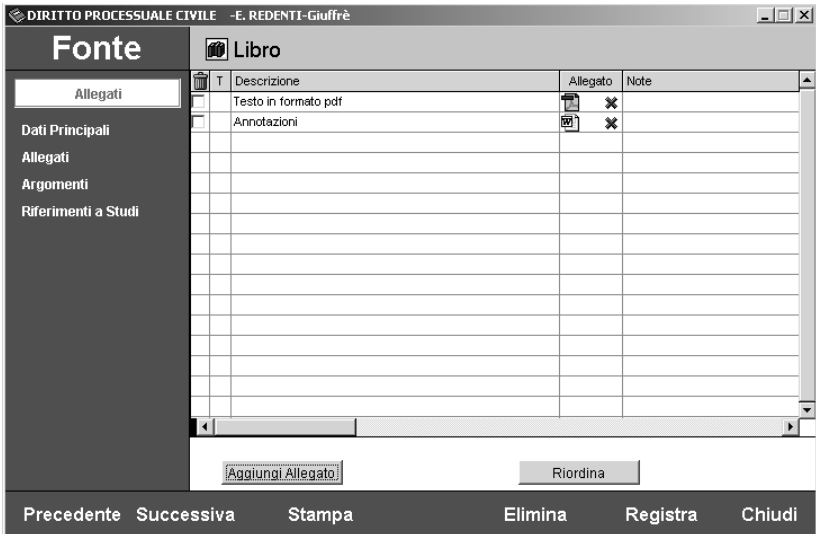 DIRITTO PROCESSUALE CIVILE -E. REDENTI-Giuffrè
Fonte
Libro
Allegati
Dati Principali
Allegati
Argomenti
Riferimenti a Studi
T Descrizione Allegato Note
Testo in formato pdf
Annotazioni
Aggiungi Allegato Riordina
Precedente Successiva Stampa Elimina Registra Chiudi